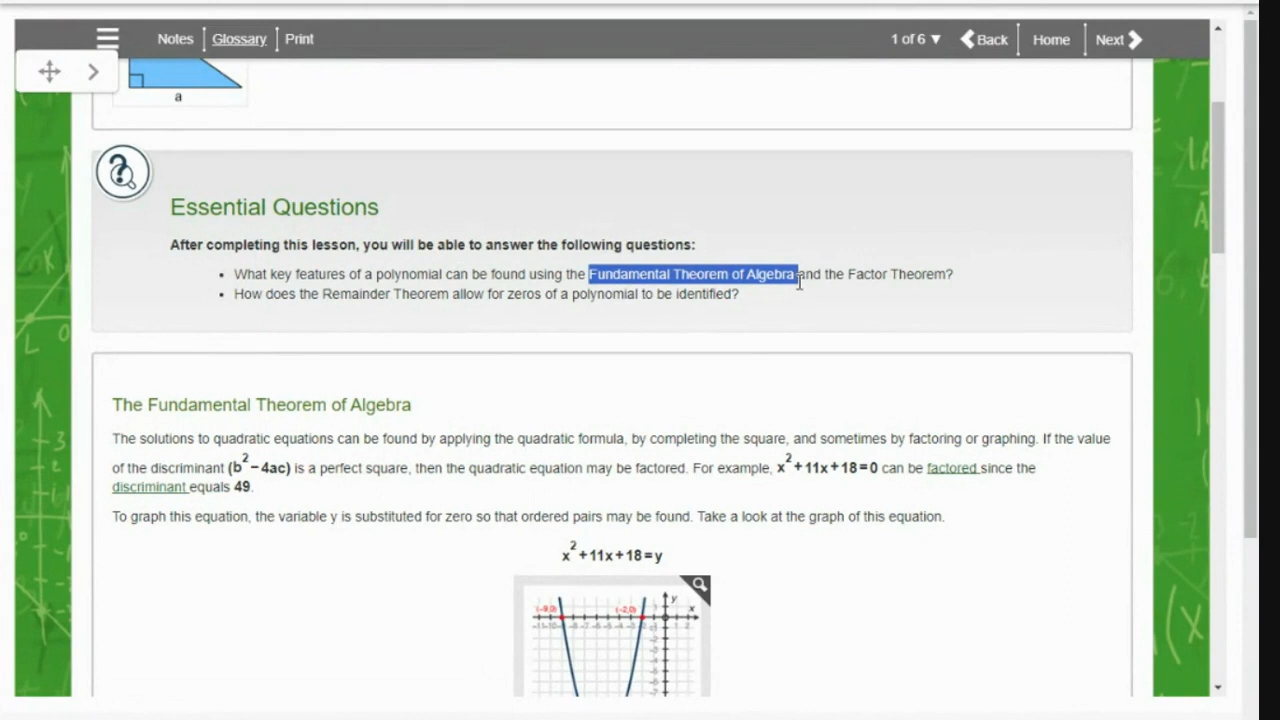 Notes Glossary Print 1 of 6 ▼ Back Home Next
a
Essential Questions
After completing this lesson, you will be able to answer the following questions:
• What key features of a polynomial can be found using the Fundamental Theorem of Algebra and the Factor Theorem?
• How does the Remainder Theorem allow for zeros of a polynomial to be identified?
The Fundamental Theorem of Algebra
The solutions to quadratic equations can be found by applying the quadratic formula, by completing the square, and sometimes by factoring or graphing. If the value
of the discriminant (b² − 4ac) is a perfect square, then the quadratic equation may be factored. For example, x² + 11x + 18 = 0 can be factored since the
discriminant equals 49.
To graph this equation, the variable y is substituted for zero so that ordered pairs may be found. Take a look at the graph of this equation.
x² + 11x + 18 = y
(-9,0) (-2,0) y x